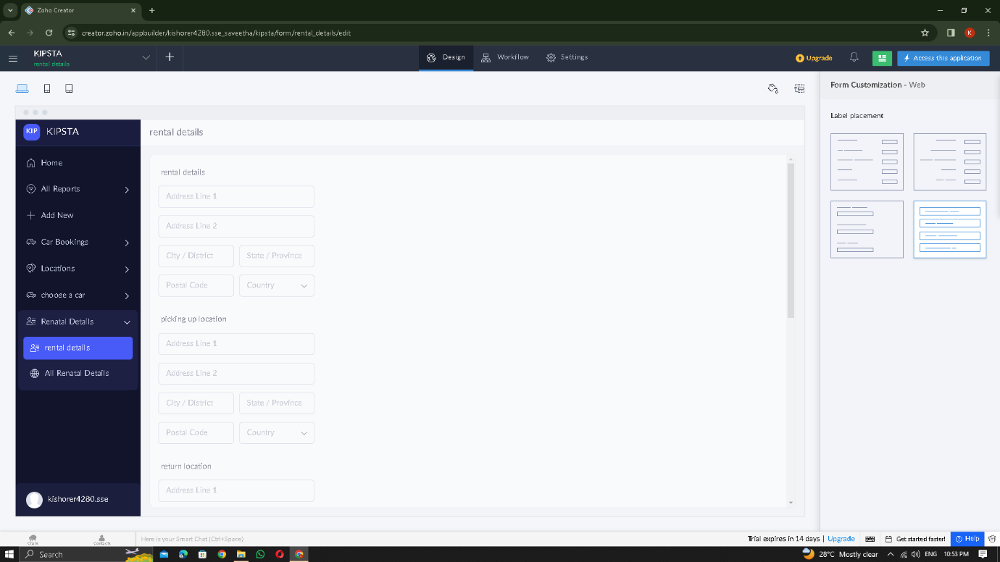 Zoho Creator
creator.zoho.in/appbuilder/kishorer4280.sse_saveetha/kipsta/form/rental_details/edit
K
KIPSTA
rental details
Design
Workflow
Settings
Upgrade
Access this application
Form Customization - Web
Label placement
KIP KIPSTA
Home
All Reports
Add New
Car Bookings
Locations
choose a car
Renatal Details
rental details
All Renatal Details
kishorer4280.sse
rental details
rental details
Address Line 1
Address Line 2
City / District
State / Province
Postal Code
Country
picking up location
Address Line 1
Address Line 2
City / District
State / Province
Postal Code
Country
return location
Address Line 1
Chats
Contacts
Here is your Smart Chat (Ctrl+Space)
Trial expires in 14 days | Upgrade
Get started faster!
Help
Search
28°C Mostly clear
ENG
10:53 PM